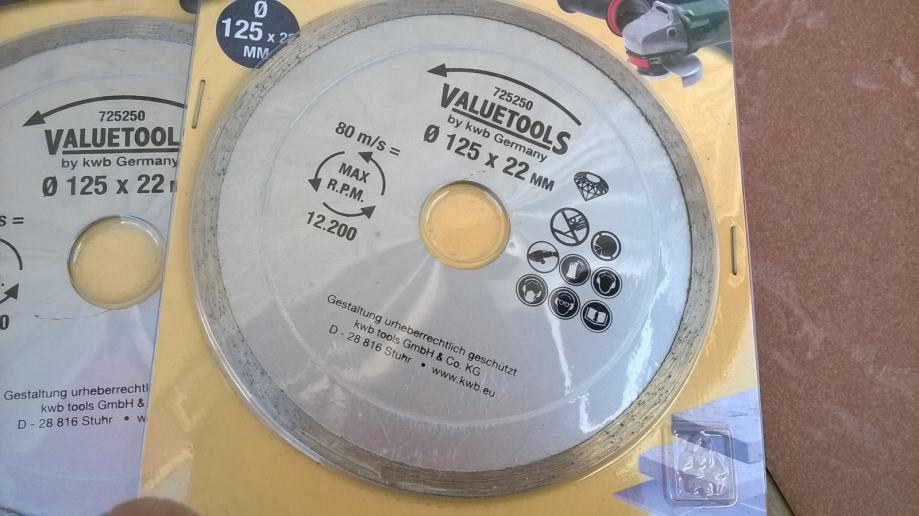 725250
VALUETOOL
by kwb Germany
Ø 125 x 22
s =
0
Gestaltung urheberrechtl
kwb tools GmbH &
D - 28 816 Stuhr •
Ø
125 x 22
MM
725250
VALUETOOLS
by kwb Germany
Ø 125 x 22 MM
80 m/s =
MAX
R.P.M.
12.200
Gestaltung urheberrechtlich geschützt
kwb tools GmbH & Co. KG
D - 28 816 Stuhr • www.kwb.eu